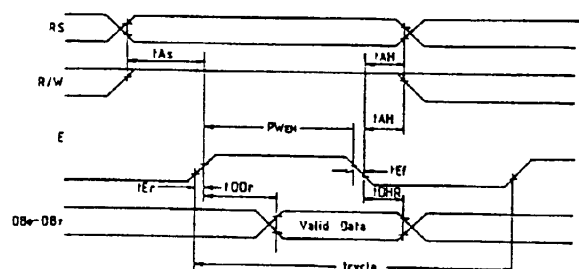 RS
tAs
tAH
R/W
PWEH
tAH
E
tEf
tEr
tDDr
tDHR
DB0-DB7
Valid Data
tcycle